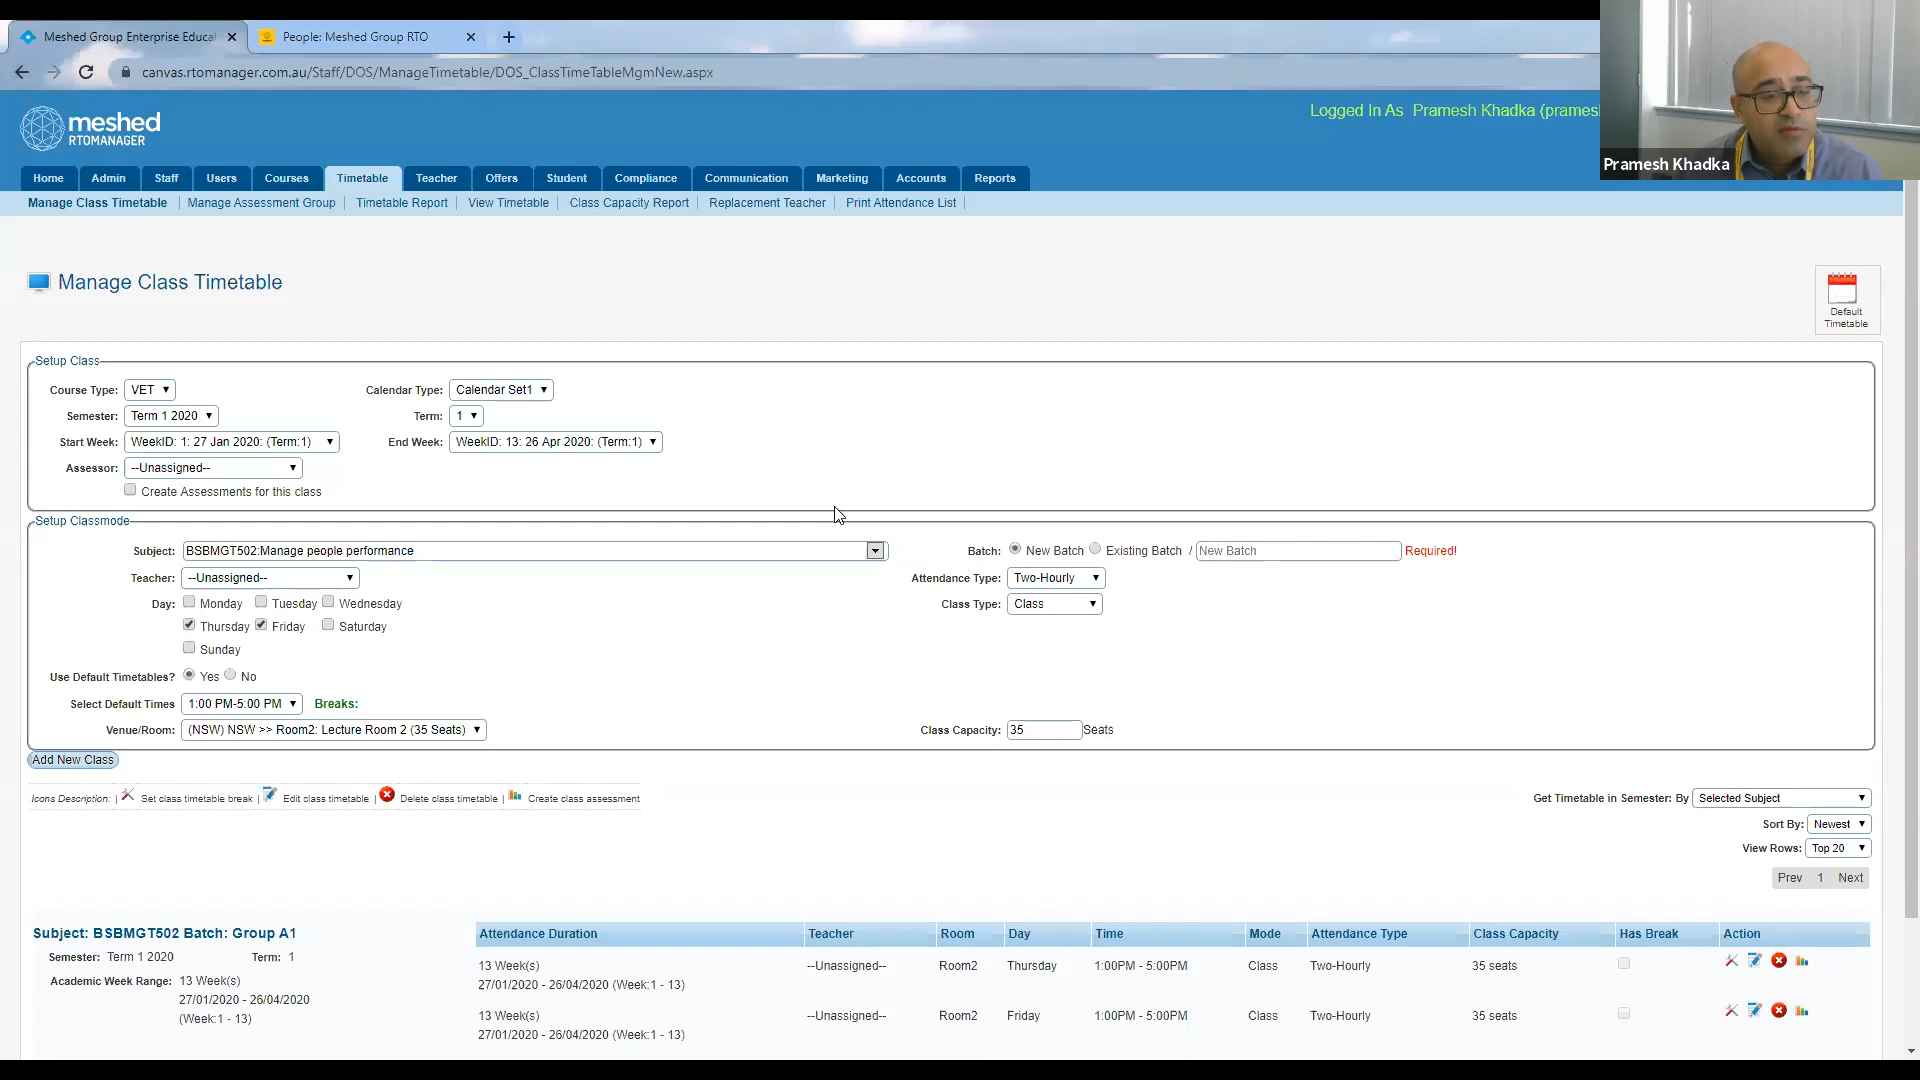 Meshed Group Enterprise Educa
People: Meshed Group RTO
canvas.rtomanager.com.au/Staff/DOS/ManageTimetable/DOS_ClassTimeTableMgmNew.aspx
meshed
RTOMANAGER
Logged In As Pramesh Khadka (prames
Pramesh Khadka
Home Admin Staff Users Courses Timetable Teacher Offers Student Compliance Communication Marketing Accounts Reports
Manage Class Timetable Manage Assessment Group Timetable Report View Timetable Class Capacity Report Replacement Teacher Print Attendance List
Manage Class Timetable
Default
Timetable
Setup Class
Course Type: VET Calendar Type: Calendar Set1
Semester: Term 1 2020 Term: 1
Start Week: WeekID: 1: 27 Jan 2020: (Term:1) End Week: WeekID: 13: 26 Apr 2020: (Term:1)
Assessor: --Unassigned--
Create Assessments for this class
Setup Classmode
Subject: BSBMGT502:Manage people performance Batch: New Batch Existing Batch / New Batch Required!
Teacher: --Unassigned-- Attendance Type: Two-Hourly
Day: Monday Tuesday Wednesday Class Type: Class
Thursday Friday Saturday
Sunday
Use Default Timetables? Yes No
Select Default Times 1:00 PM-5:00 PM Breaks:
Venue/Room: (NSW) NSW >> Room2: Lecture Room 2 (35 Seats) Class Capacity: 35 Seats
Add New Class
Icons Description: | Set class timetable break | Edit class timetable | Delete class timetable | Create class assessment Get Timetable in Semester: By Selected Subject
Sort By: Newest
View Rows: Top 20
Prev 1 Next
Subject: BSBMGT502 Batch: Group A1 Attendance Duration Teacher Room Day Time Mode Attendance Type Class Capacity Has Break Action
Semester: Term 1 2020 Term: 1
13 Week(s) --Unassigned-- Room2 Thursday 1:00PM - 5:00PM Class Two-Hourly 35 seats
Academic Week Range: 13 Week(s)
27/01/2020 - 26/04/2020 (Week:1 - 13)
27/01/2020 - 26/04/2020
(Week:1 - 13)
13 Week(s) --Unassigned-- Room2 Friday 1:00PM - 5:00PM Class Two-Hourly 35 seats
27/01/2020 - 26/04/2020 (Week:1 - 13)